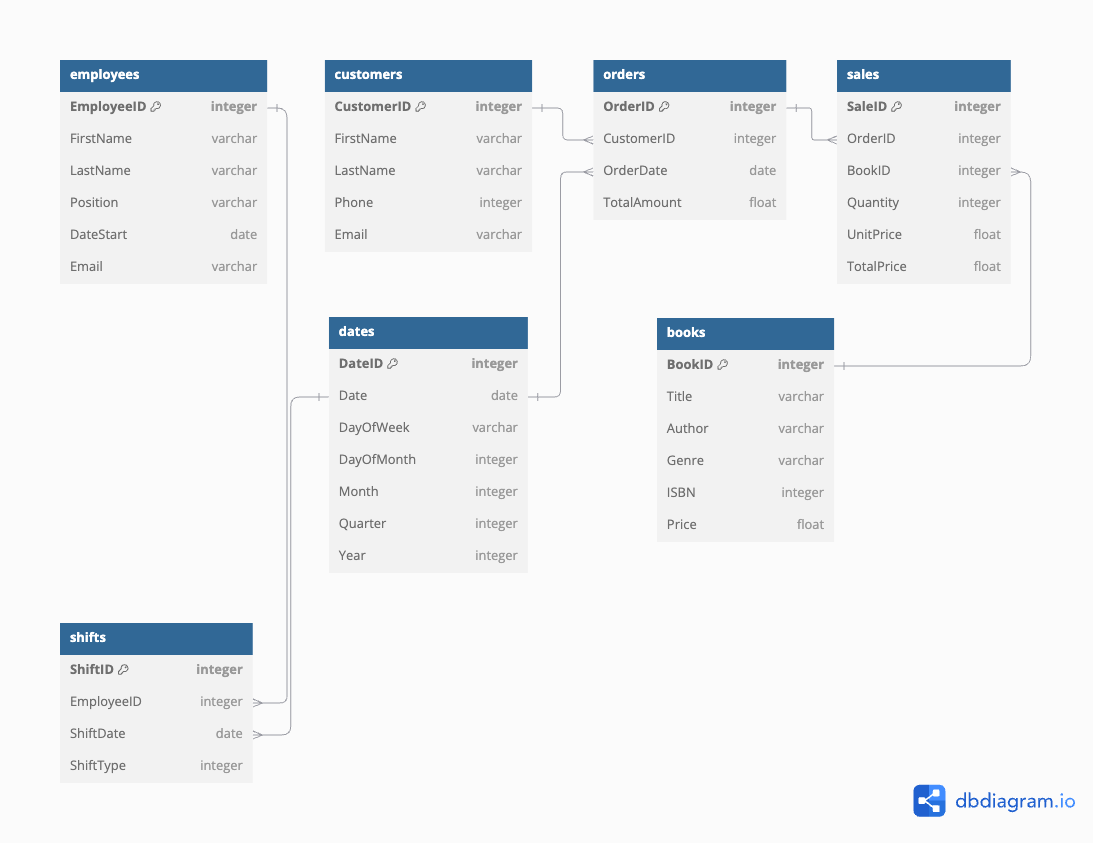 employees
EmployeeID integer
FirstName varchar
LastName varchar
Position varchar
DateStart date
Email varchar
customers
CustomerID integer
FirstName varchar
LastName varchar
Phone integer
Email varchar
orders
OrderID integer
CustomerID integer
OrderDate date
TotalAmount float
sales
SaleID integer
OrderID integer
BookID integer
Quantity integer
UnitPrice float
TotalPrice float
dates
DateID integer
Date date
DayOfWeek varchar
DayOfMonth integer
Month integer
Quarter integer
Year integer
books
BookID integer
Title varchar
Author varchar
Genre varchar
ISBN integer
Price float
shifts
ShiftID integer
EmployeeID integer
ShiftDate date
ShiftType integer
dbdiagram.io